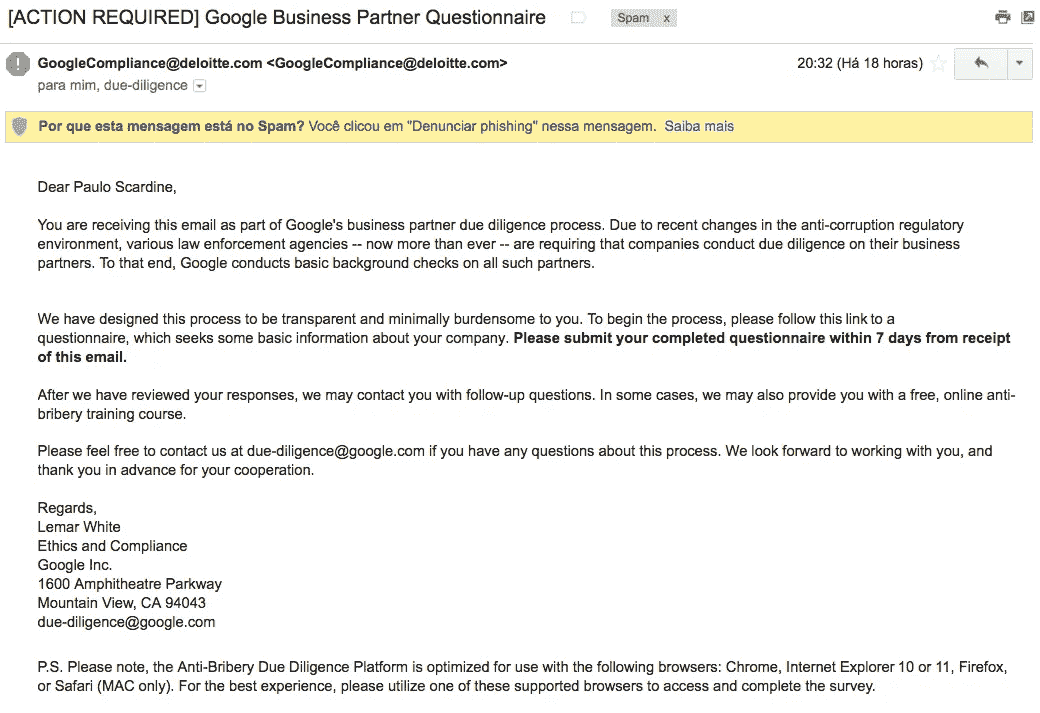 [ACTION REQUIRED] Google Business Partner Questionnaire
Spam x
GoogleCompliance@deloitte.com <GoogleCompliance@deloitte.com>
20:32 (Há 18 horas)
para mim, due-diligence
Por que esta mensagem está no Spam? Você clicou em "Denunciar phishing" nessa mensagem. Saiba mais
Dear Paulo Scardine,
You are receiving this email as part of Google's business partner due diligence process. Due to recent changes in the anti-corruption regulatory
environment, various law enforcement agencies -- now more than ever -- are requiring that companies conduct due diligence on their business
partners. To that end, Google conducts basic background checks on all such partners.
We have designed this process to be transparent and minimally burdensome to you. To begin the process, please follow this link to a
questionnaire, which seeks some basic information about your company. Please submit your completed questionnaire within 7 days from receipt
of this email.
After we have reviewed your responses, we may contact you with follow-up questions. In some cases, we may also provide you with a free, online anti-
bribery training course.
Please feel free to contact us at due-diligence@google.com if you have any questions about this process. We look forward to working with you, and
thank you in advance for your cooperation.
Regards,
Lemar White
Ethics and Compliance
Google Inc.
1600 Amphitheatre Parkway
Mountain View, CA 94043
due-diligence@google.com
P.S. Please note, the Anti-Bribery Due Diligence Platform is optimized for use with the following browsers: Chrome, Internet Explorer 10 or 11, Firefox,
or Safari (MAC only). For the best experience, please utilize one of these supported browsers to access and complete the survey.